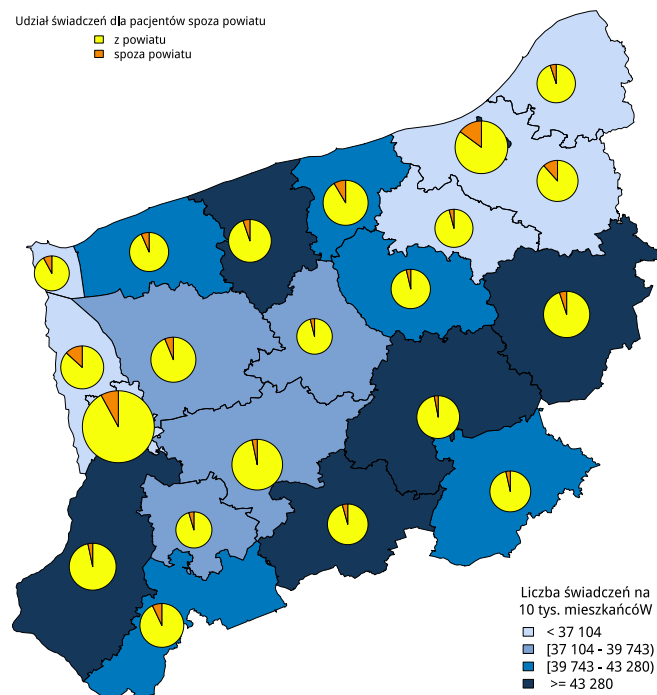 Udział świadczeń dla pacjentów spoza powiatu
z powiatu
spoza powiatu
Liczba świadczeń na
10 tys. mieszkańcóW
< 37 104
[37 104 - 39 743)
[39 743 - 43 280)
>= 43 280